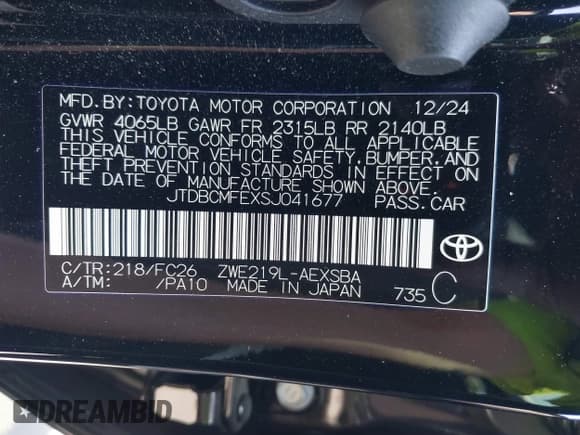 MFD.BY:TOYOTA MOTOR CORPORATION 12/24
GVWR 4065LB GAWR FR 2315LB RR 2140LB
THIS VEHICLE CONFORMS TO ALL APPLICABLE
FEDERAL MOTOR VEHICLE SAFETY,BUMPER,AND
THEFT PREVENTION STANDARDS IN EFFECT ON
THE DATE OF MANUFACTURE SHOWN ABOVE.
JTDBCMFEXSJ041677 PASS.CAR
C/TR:218/FC26 ZWE219L-AEXSBA
A/TM: /PA10 MADE IN JAPAN 735 C
DREAMBID